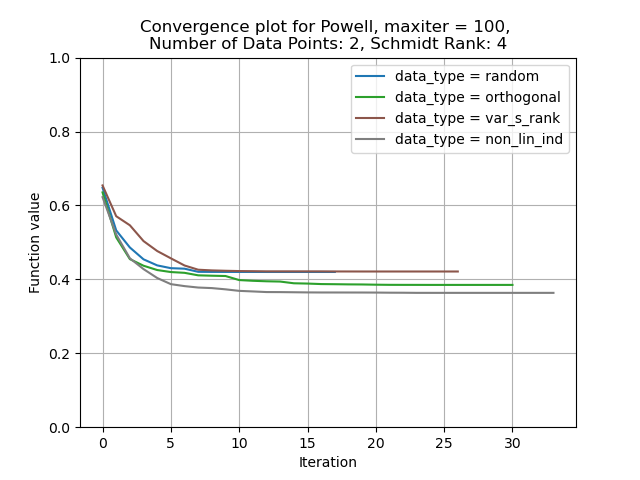 Convergence plot for Powell, maxiter = 100,
Number of Data Points: 2, Schmidt Rank: 4
data_type = random
data_type = orthogonal
data_type = var_s_rank
data_type = non_lin_ind
Function value
1.0
0.8
0.6
0.4
0.2
0.0
0 5 10 15 20 25 30
Iteration